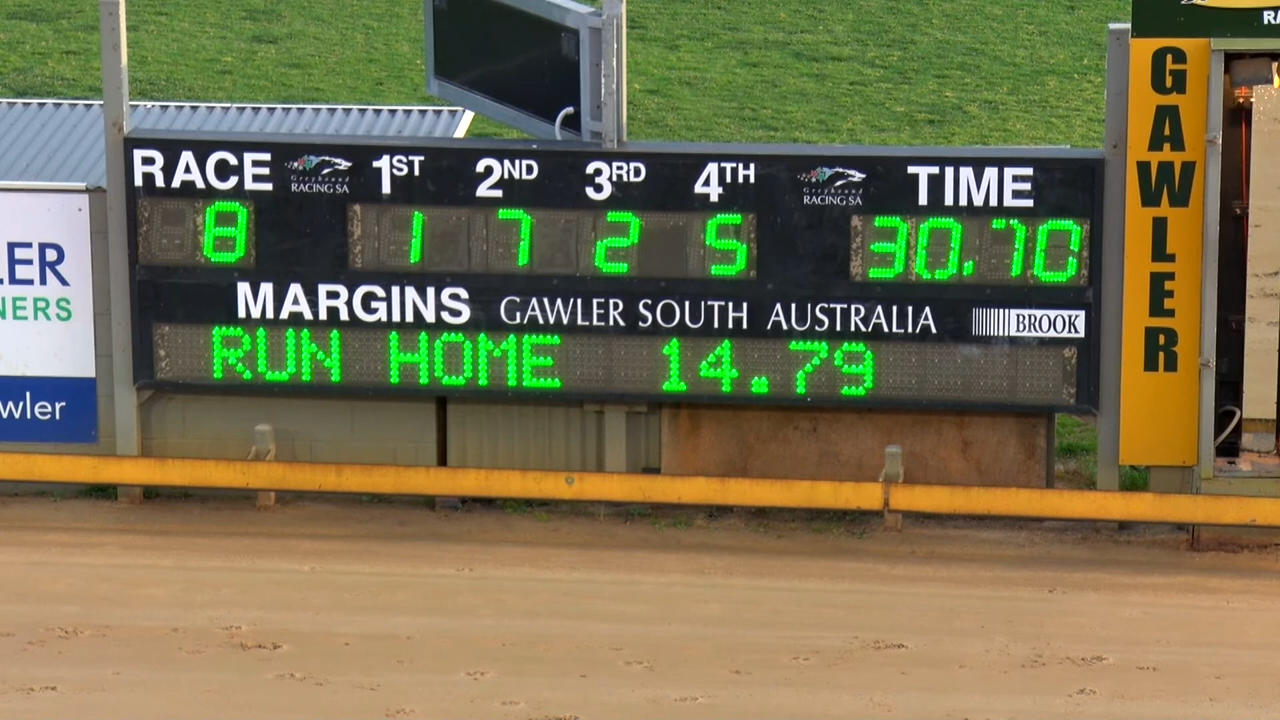 RACE 1ST 2ND 3RD 4TH TIME
Greyhound RACING SA
Greyhound RACING SA
8 1 7 2 5 30.70
MARGINS GAWLER SOUTH AUSTRALIA BROOK
RUN HOME 14.79
GAWLER
RA
LER
NERS
wler